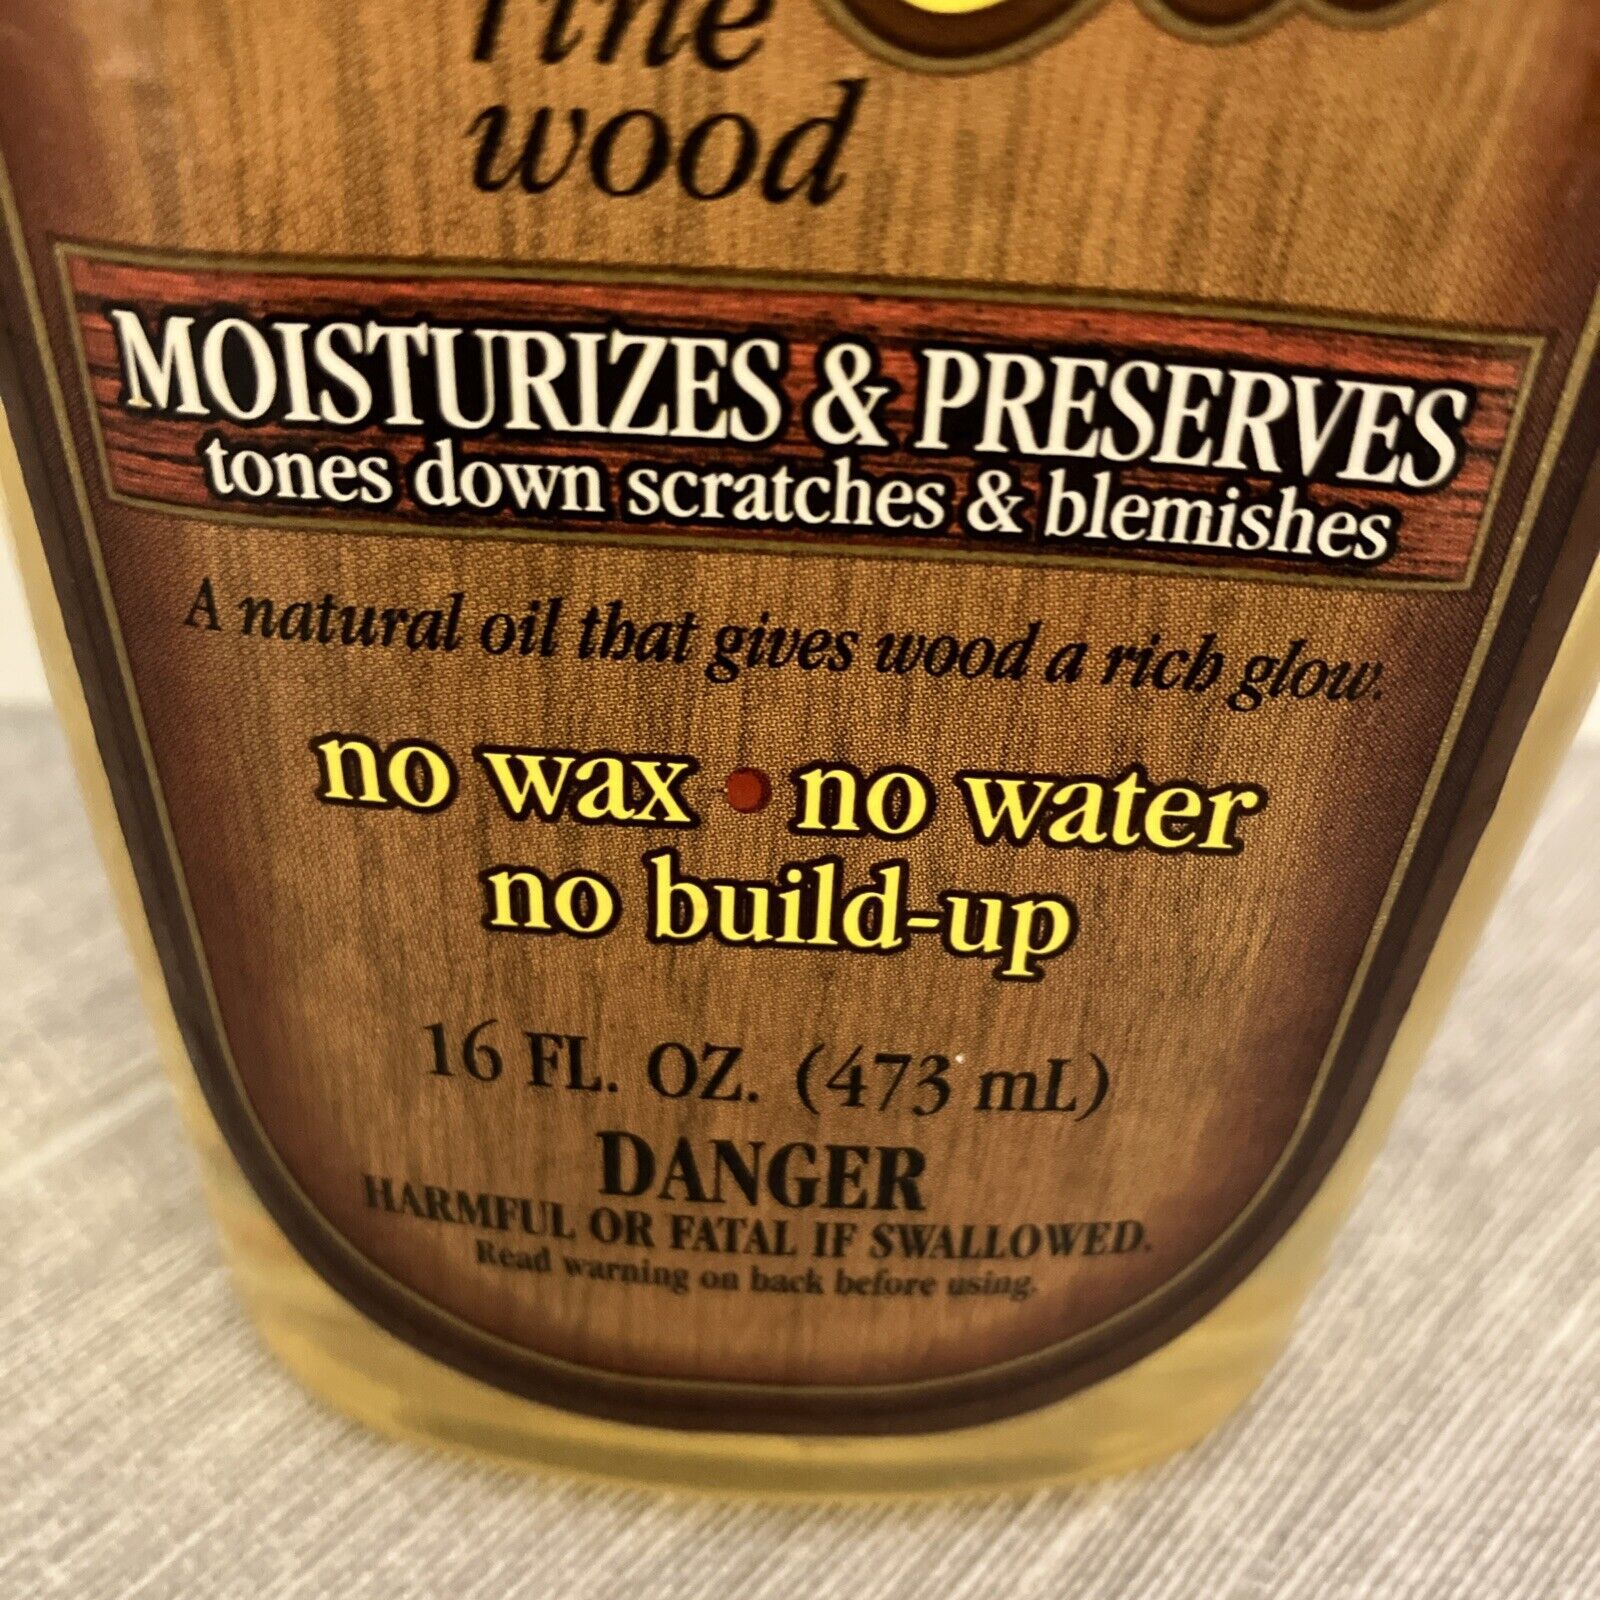 fine
wood
MOISTURIZES & PRESERVES
tones down scratches & blemishes
A natural oil that gives wood a rich glow.
no wax • no water
no build-up
16 FL. OZ. (473 mL)
DANGER
HARMFUL OR FATAL IF SWALLOWED.
Read warning on back before using.